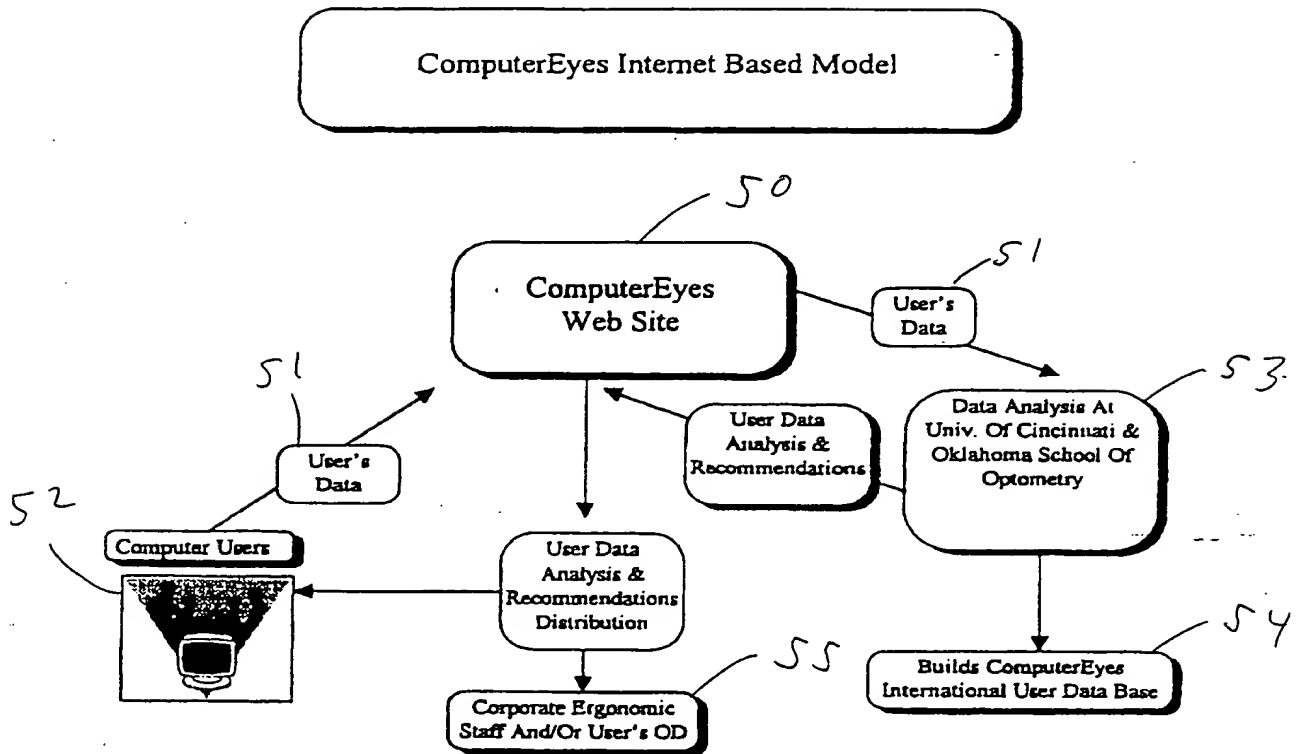 ComputerEyes Internet Based Model
50
ComputerEyes
Web Site
51
User's
Data
51
User's
Data
53
Data Analysis At
Univ. Of Cincinnati &
Oklahoma School Of
Optometry
User Data
Analysis &
Recommendations
52
Computer Users
User Data
Analysis &
Recommendations
Distribution
54
Builds ComputerEyes
International User Data Base
55
Corporate Ergonomic
Staff And/Or User's OD